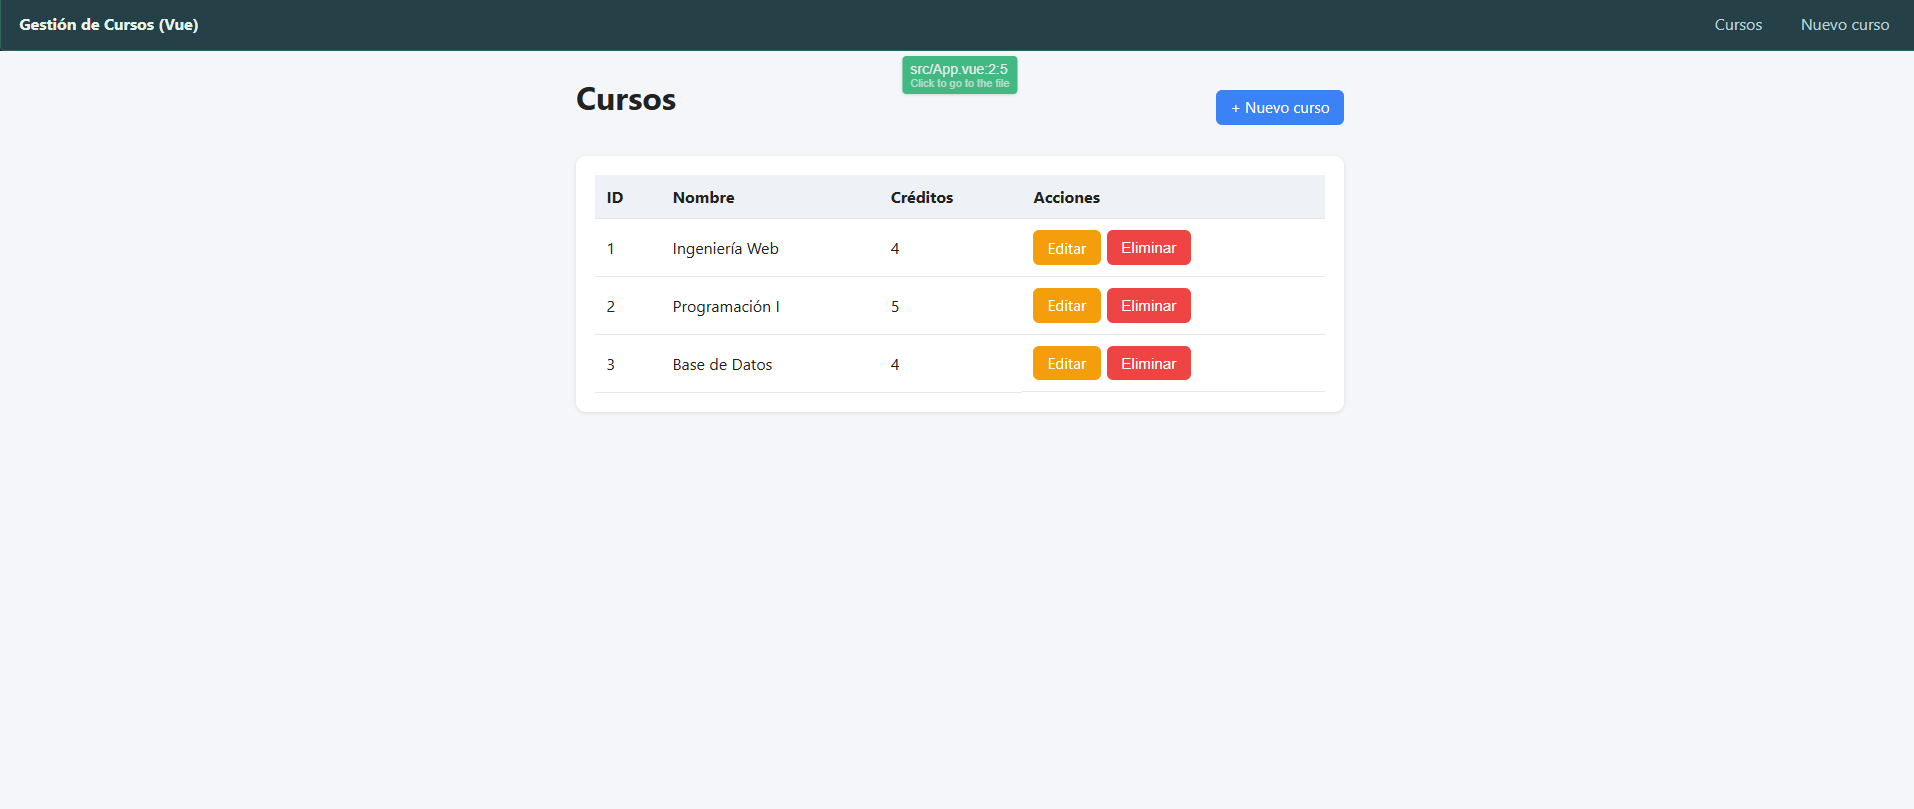 Gestión de Cursos (Vue)
Cursos
Nuevo curso
src/App.vue:2:5
Click to go to the file
Cursos
+ Nuevo curso
ID Nombre Créditos Acciones
1 Ingeniería Web 4 Editar Eliminar
2 Programación I 5 Editar Eliminar
3 Base de Datos 4 Editar Eliminar